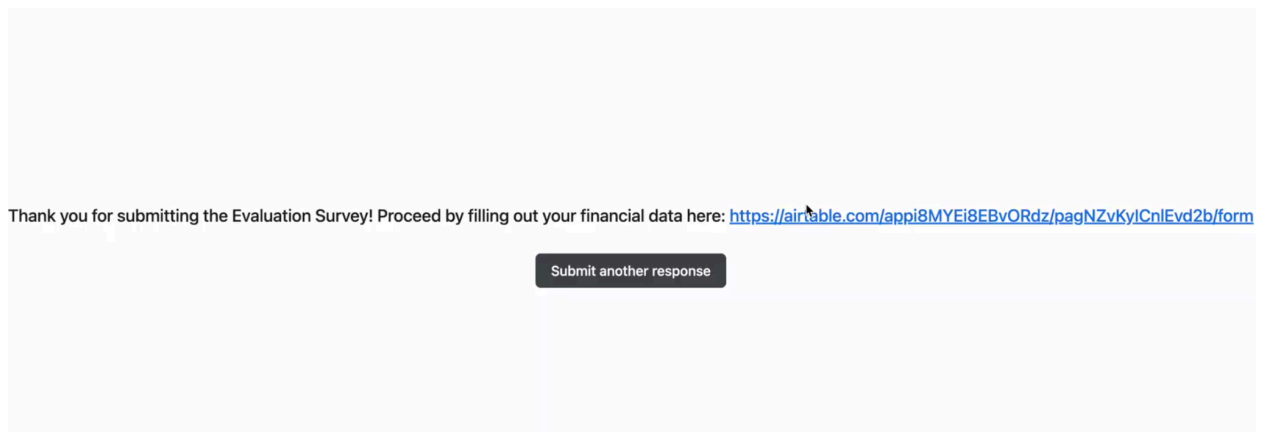 Thank you for submitting the Evaluation Survey! Proceed by filling out your financial data here: https://airtable.com/appi8MYEi8EBvORdz/pagNZvKyICnlEvd2b/form
Submit another response